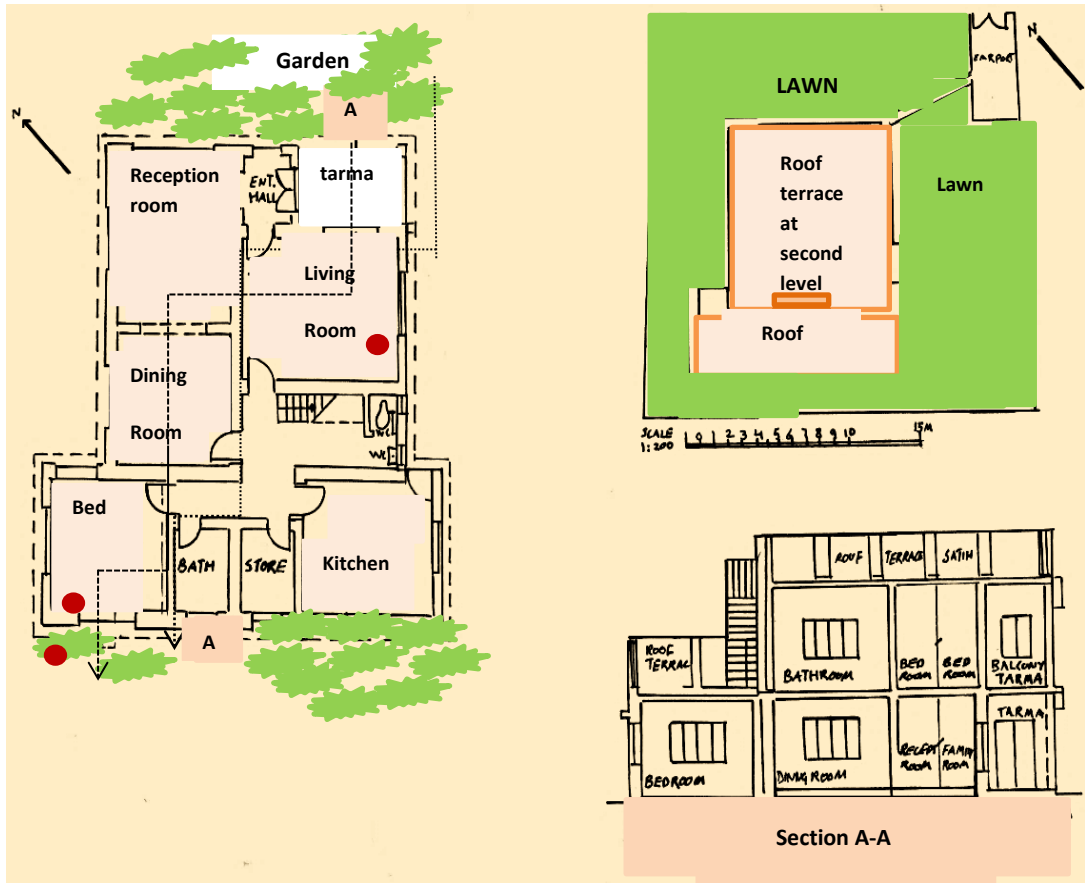 Garden
A
N
Reception
room
ENT.
HALL
tarma
Living
Room
Dining
Room
WC
WC
Bed
BATH
STORE
Kitchen
A
N
LAWN
Roof
terrace
at
second
level
Lawn
Roof
SCALE
1:200
0 1 2 3 4 5 6 7 8 9 10 15M
ROOF TERRACE
ROOF
TERRAC
BATHROOM
BED
ROOM
BED
ROOM
BALCONY
TARMA
BEDROOM
DINING ROOM
RECEPT
ROOM
FAMILY
ROOM
TARMA
Section A-A